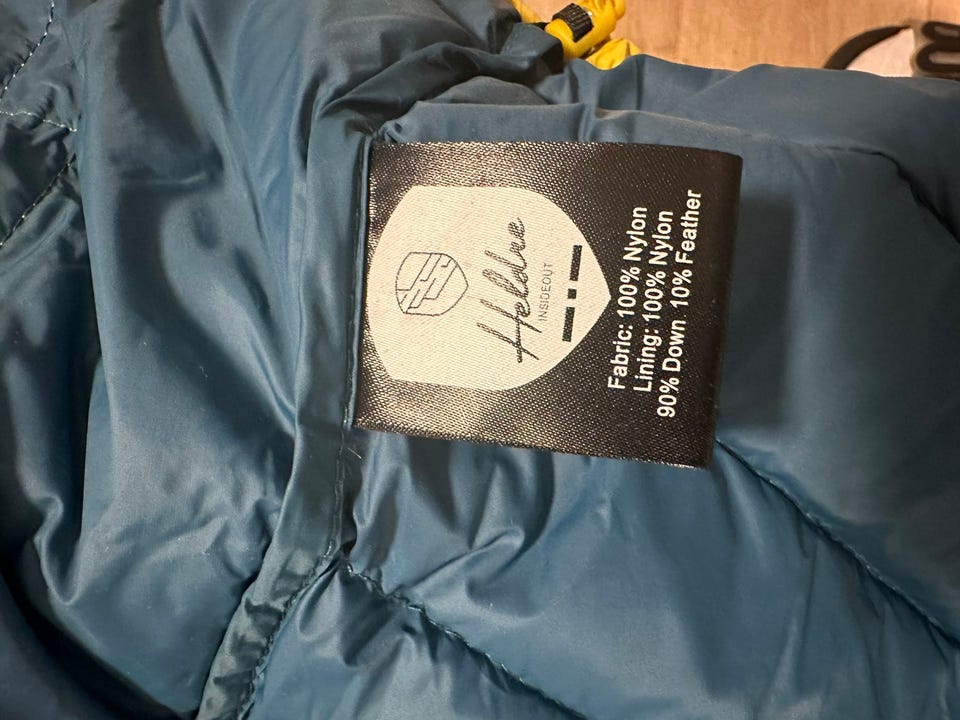 Heldre
INSIDEOUT
Fabric: 100% Nylon
Lining: 100% Nylon
90% Down 10% Feather